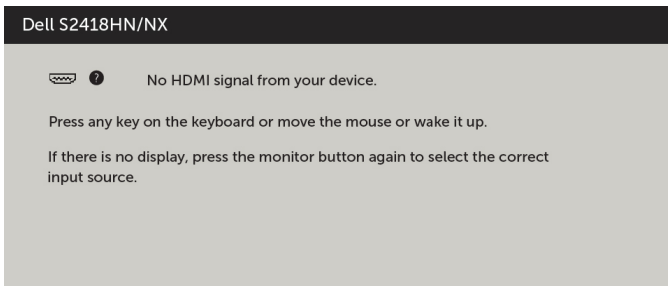 Dell S2418HN/NX
? No HDMI signal from your device.
Press any key on the keyboard or move the mouse or wake it up.
If there is no display, press the monitor button again to select the correct
input source.